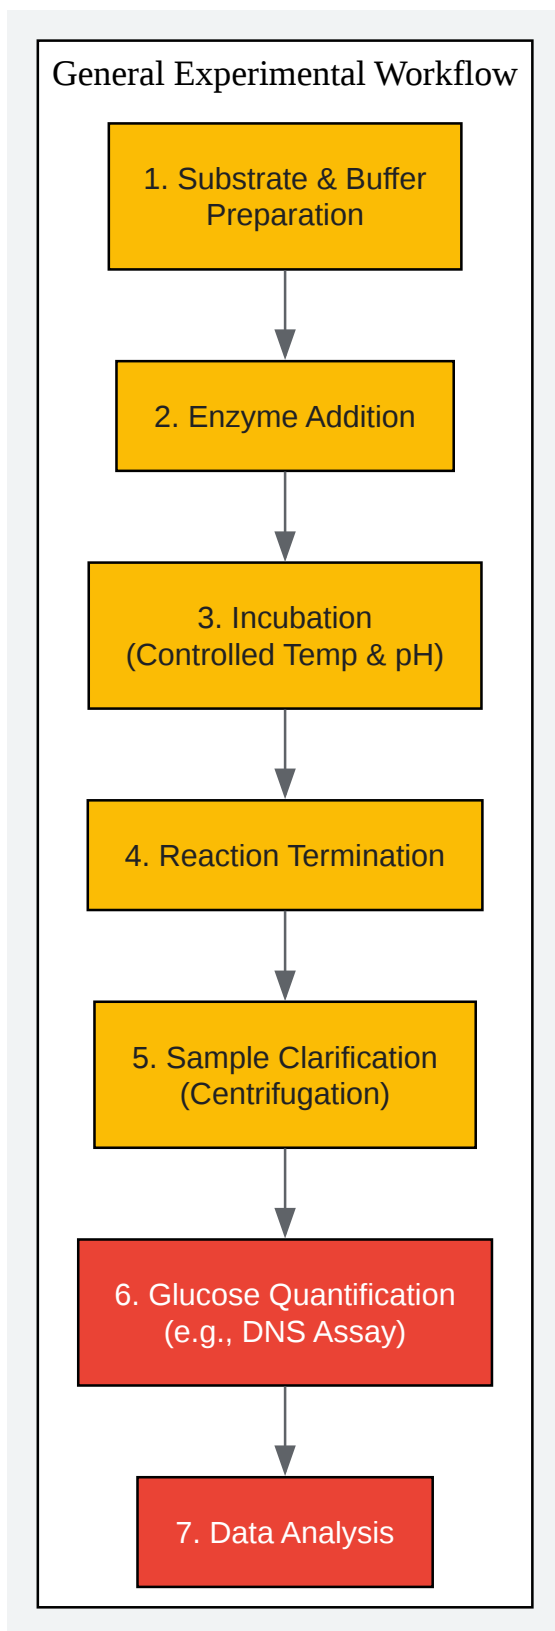 General Experimental Workflow
1. Substrate & Buffer
Preparation
2. Enzyme Addition
3. Incubation
(Controlled Temp & pH)
4. Reaction Termination
5. Sample Clarification
(Centrifugation)
6. Glucose Quantification
(e.g., DNS Assay)
7. Data Analysis